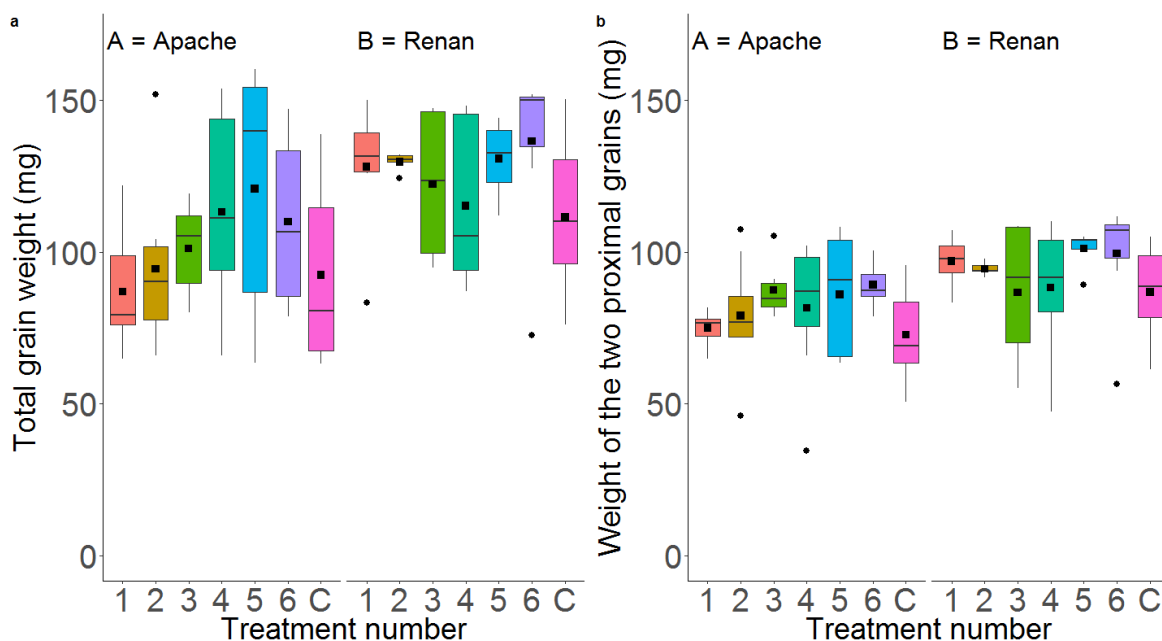 a
A = Apache
B = Renan
Total grain weight (mg)
150
100
50
0
1 2 3 4 5 6 C
1 2 3 4 5 6 C
Treatment number
b
A = Apache
B = Renan
Weight of the two proximal grains (mg)
150
100
50
0
1 2 3 4 5 6 C
1 2 3 4 5 6 C
Treatment number